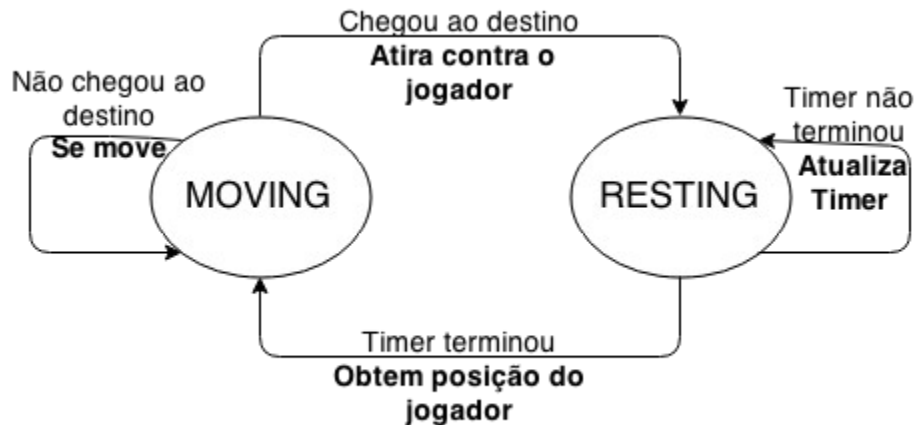 Chegou ao destino
Atira contra o
jogador
Não chegou ao
destino
Se move
MOVING
RESTING
Timer não
terminou
Atualiza
Timer
Timer terminou
Obtem posição do
jogador